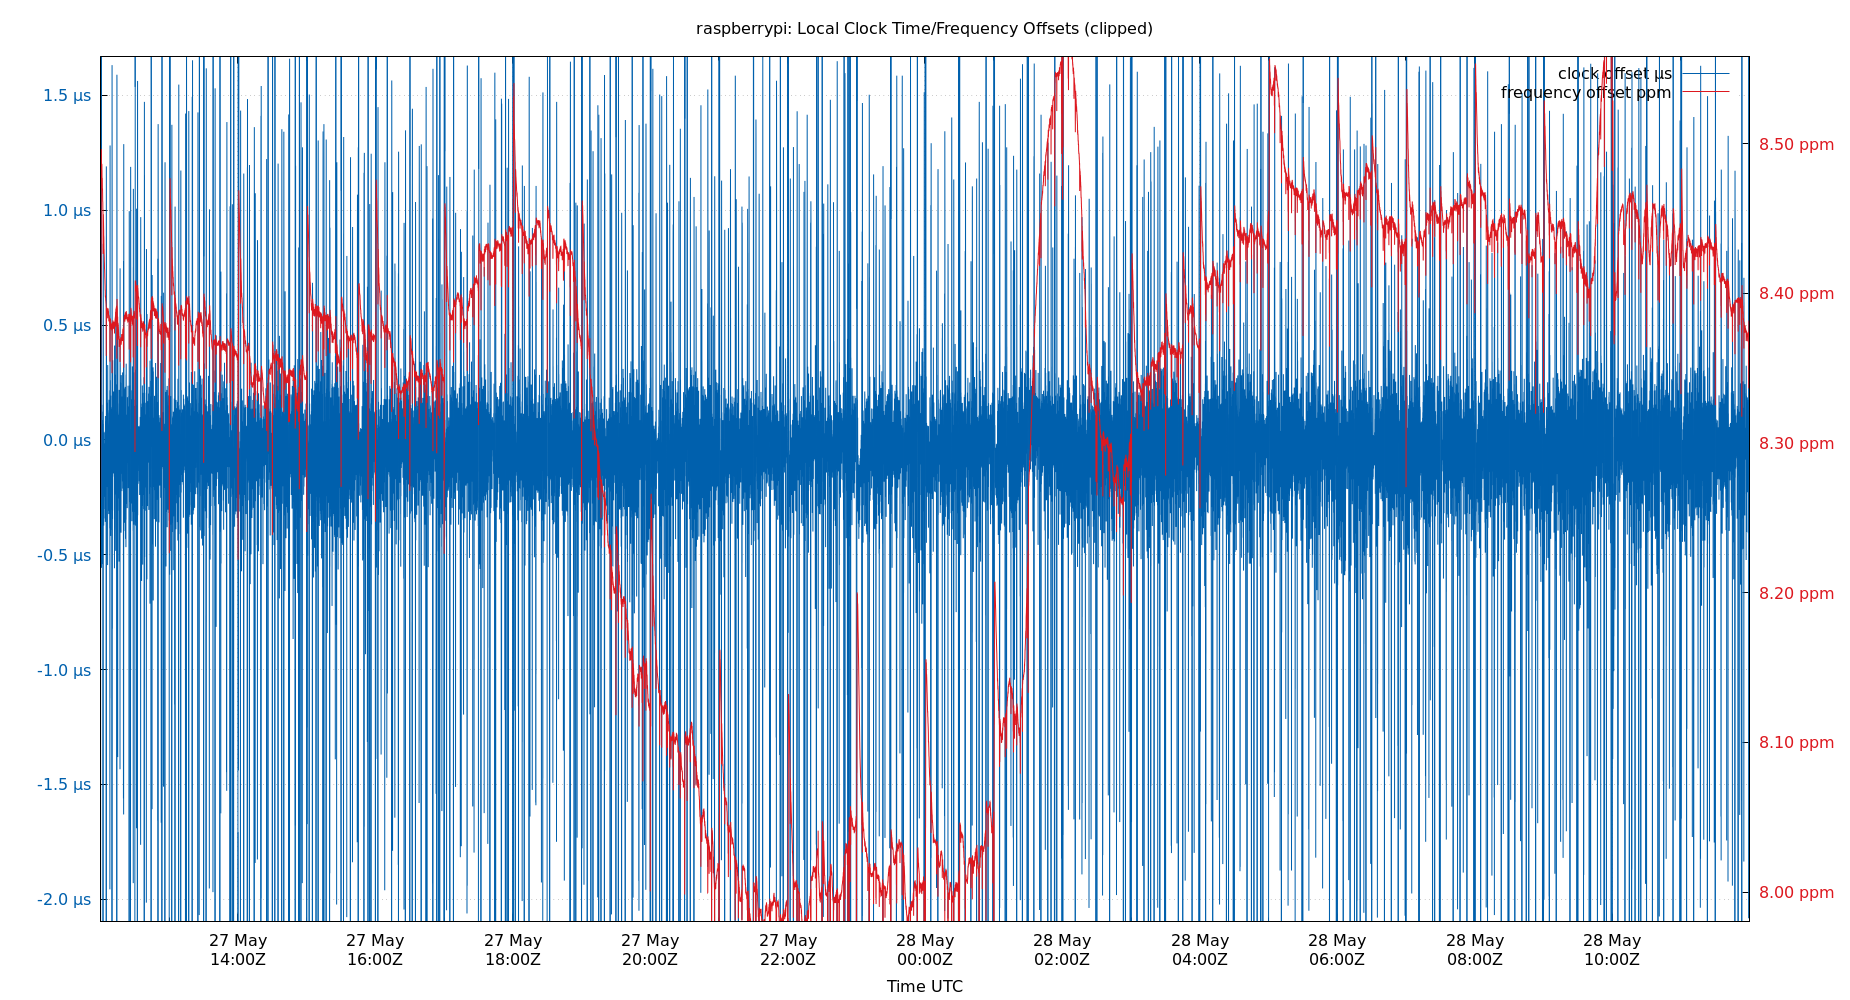 raspberrypi: Local Clock Time/Frequency Offsets (clipped)
clock offset µs
frequency offset ppm
1.5 µs
1.0 µs
0.5 µs
0.0 µs
-0.5 µs
-1.0 µs
-1.5 µs
-2.0 µs
8.50 ppm
8.40 ppm
8.30 ppm
8.20 ppm
8.10 ppm
8.00 ppm
27 May 27 May 27 May 27 May 27 May 28 May 28 May 28 May 28 May 28 May 28 May
14:00Z 16:00Z 18:00Z 20:00Z 22:00Z 00:00Z 02:00Z 04:00Z 06:00Z 08:00Z 10:00Z
Time UTC